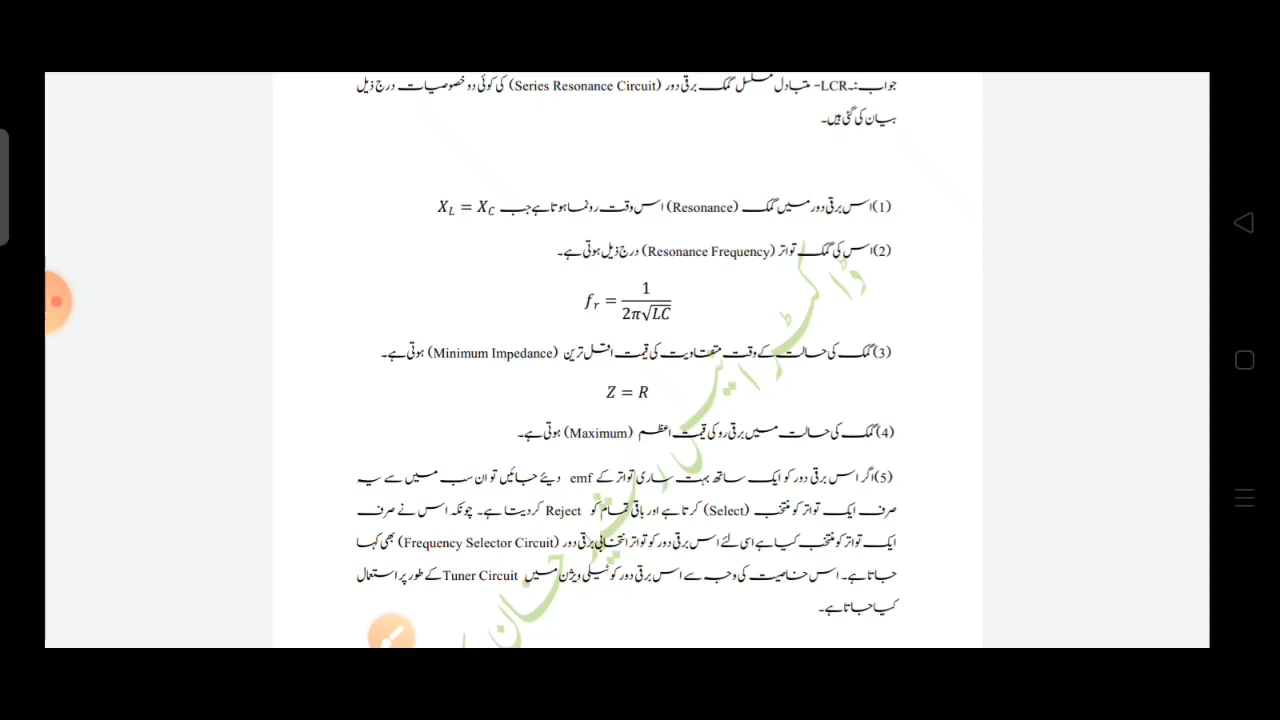 جواب:۔LCR- متبادل مسلسل گمک برقی دور (Series Resonance Circuit) کی کوئی دو خصوصیات درج ذیل
بیان کی گئی ہیں۔
(1)اس برقی دور میں گمک (Resonance) اس وقت رونما ہوتا ہے جب X_L = X_C
(2)اس کی گمک تواتر (Resonance Frequency) درج ذیل ہوتی ہے۔
f_r = 1 / 2π√LC
(3)گمک کی حالت کے وقت متقاویت کی قیمت اقل ترین (Minimum Impedance) ہوتی ہے۔
Z = R
(4)گمک کی حالت میں برقی رو کی قیمت اعظم (Maximum) ہوتی ہے۔
(5)اگر اس برقی دور کو ایک ساتھ بہت ساری تواتر کے emf دیئے جائیں تو ان سب میں سے یہ
صرف ایک تواتر کو منتخب (Select) کرتا ہے اور باقی تمام کو Reject کر دیتا ہے۔ چونکہ اس نے صرف
ایک تواتر کو منتخب کیا ہے اسی لئے اس برقی دور کو تواتر انتخابی برقی دور (Frequency Selector Circuit) بھی کہا
جاتا ہے۔ اس خاصیت کی وجہ سے اس برقی دور کو ٹیلی ویژن میں Tuner Circuit کے طور پر استعمال
کیا جاتا ہے۔